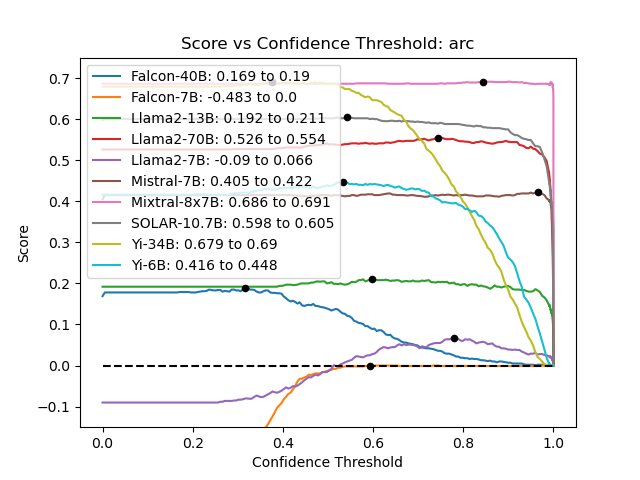 Score vs Confidence Threshold: arc
Score
0.7
0.6
0.5
0.4
0.3
0.2
0.1
0.0
−0.1
Falcon-40B: 0.169 to 0.19
Falcon-7B: -0.483 to 0.0
Llama2-13B: 0.192 to 0.211
Llama2-70B: 0.526 to 0.554
Llama2-7B: -0.09 to 0.066
Mistral-7B: 0.405 to 0.422
Mixtral-8x7B: 0.686 to 0.691
SOLAR-10.7B: 0.598 to 0.605
Yi-34B: 0.679 to 0.69
Yi-6B: 0.416 to 0.448
0.0 0.2 0.4 0.6 0.8 1.0
Confidence Threshold